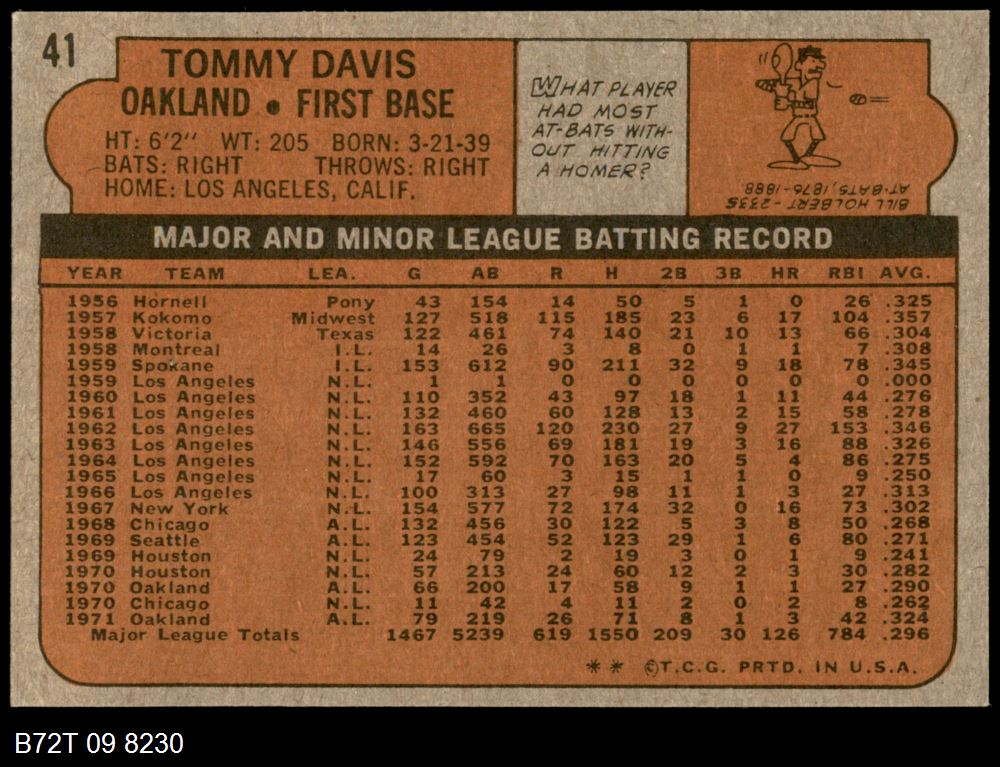 41
TOMMY DAVIS
OAKLAND • FIRST BASE
HT: 6'2" WT: 205 BORN: 3-21-39
BATS: RIGHT THROWS: RIGHT
HOME: LOS ANGELES, CALIF.
WHAT PLAYER
HAD MOST
AT-BATS WITH-
OUT HITTING
A HOMER?
BILL HOLBERT - 2335
AT-BATS, 1876-1888.
MAJOR AND MINOR LEAGUE BATTING RECORD
YEAR TEAM LEA. G AB R H 2B 3B HR RBI AVG.
1956 Hornell Pony 43 154 14 50 5 1 0 26 .325
1957 Kokomo Midwest 127 518 115 185 23 6 17 104 .357
1958 Victoria Texas 122 461 74 140 21 10 13 66 .304
1958 Montreal I.L. 14 26 3 8 0 1 1 7 .308
1959 Spokane I.L. 153 612 90 211 32 9 18 78 .345
1959 Los Angeles N.L. 1 1 0 0 0 0 0 0 .000
1960 Los Angeles N.L. 110 352 43 97 18 1 11 44 .276
1961 Los Angeles N.L. 132 460 60 128 13 2 15 58 .278
1962 Los Angeles N.L. 163 665 120 230 27 9 27 153 .346
1963 Los Angeles N.L. 146 556 69 181 19 3 16 88 .326
1964 Los Angeles N.L. 152 592 70 163 20 5 4 86 .275
1965 Los Angeles N.L. 17 60 3 15 1 1 0 9 .250
1966 Los Angeles N.L. 100 313 27 98 11 1 3 27 .313
1967 New York N.L. 154 577 72 174 32 0 16 73 .302
1968 Chicago A.L. 132 456 30 122 5 3 8 50 .268
1969 Seattle A.L. 123 454 52 123 29 1 6 80 .271
1969 Houston N.L. 24 79 2 19 3 0 1 9 .241
1970 Houston N.L. 57 213 24 60 12 2 3 30 .282
1970 Oakland A.L. 66 200 17 58 9 1 1 27 .290
1970 Chicago N.L. 11 42 4 11 2 0 2 8 .262
1971 Oakland A.L. 79 219 26 71 8 1 3 42 .324
Major League Totals 1467 5239 619 1550 209 30 126 784 .296
** ©T.C.G. PRTD. IN U.S.A.
B72T 09 8230